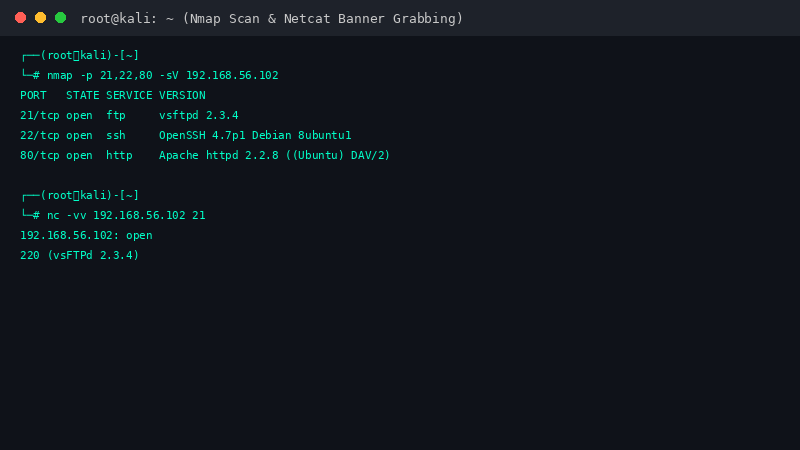 root@kali: ~ (Nmap Scan & Netcat Banner Grabbing)
┌──(root▯kali)-[~]
└─# nmap -p 21,22,80 -sV 192.168.56.102
PORT   STATE SERVICE VERSION
21/tcp open  ftp     vsftpd 2.3.4
22/tcp open  ssh     OpenSSH 4.7p1 Debian 8ubuntu1
80/tcp open  http    Apache httpd 2.2.8 ((Ubuntu) DAV/2)
┌──(root▯kali)-[~]
└─# nc -vv 192.168.56.102 21
192.168.56.102: open
220 (vsFTPd 2.3.4)